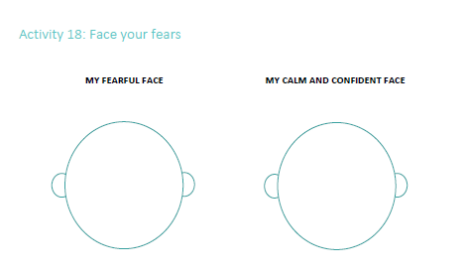 Activity 18: Face your fears
MY FEARFUL FACE
MY CALM AND CONFIDENT FACE